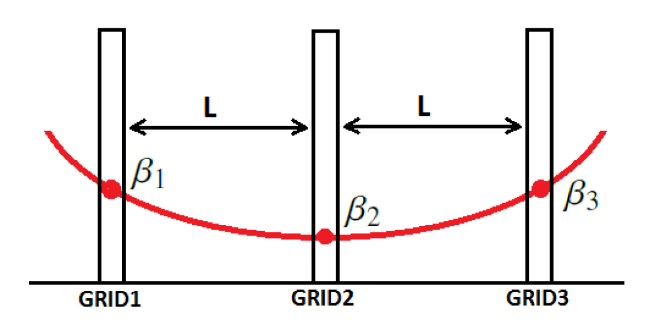 L L
β₁ β₂ β₃
GRID1 GRID2 GRID3